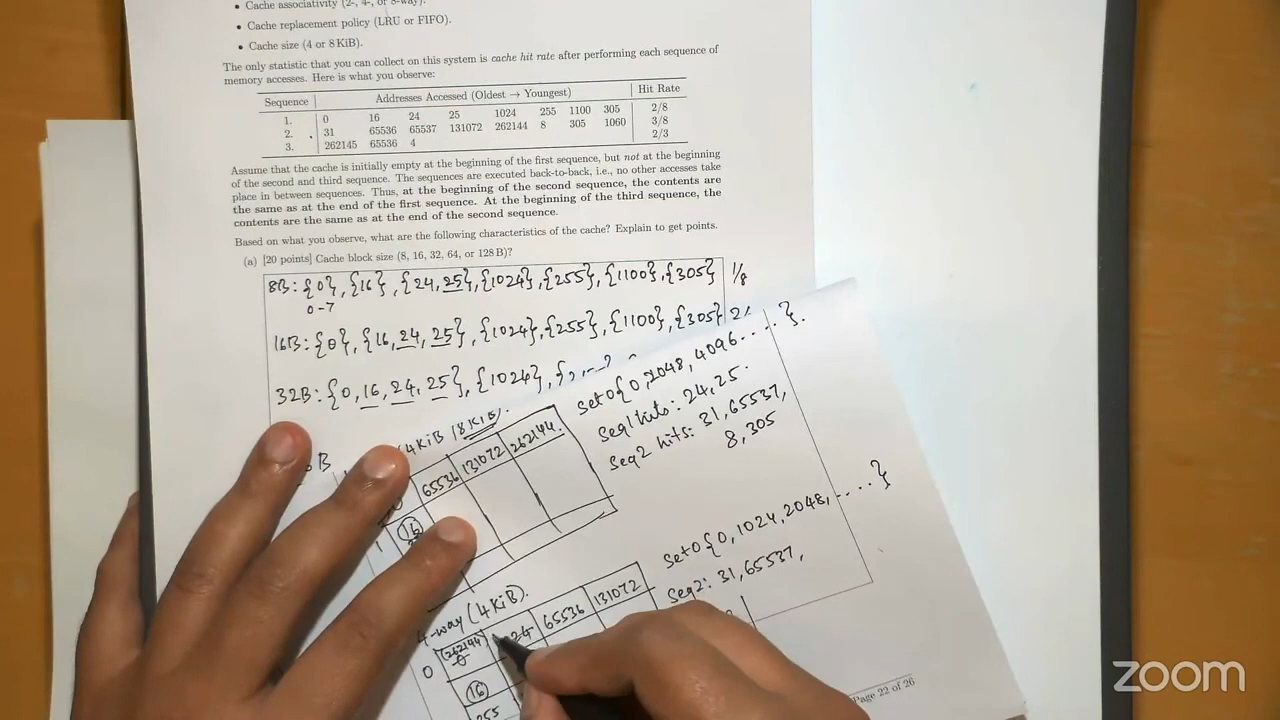 • Cache associativity (2-, 4-, or 8-way).
• Cache replacement policy (LRU or FIFO).
• Cache size (4 or 8 KiB).
The only statistic that you can collect on this system is cache hit rate after performing each sequence of
memory accesses. Here is what you observe:
Sequence Addresses Accessed (Oldest → Youngest) Hit Rate
1. 0 16 24 25 1024 255 1100 305 2/8
2. 31 65536 65537 131072 262144 8 305 1060 3/8
3. 262145 65536 4 2/3
Assume that the cache is initially empty at the beginning of the first sequence, but not at the beginning
of the second and third sequence. The sequences are executed back-to-back, i.e., no other accesses take
place in between sequences. Thus, at the beginning of the second sequence, the contents are
the same as at the end of the first sequence. At the beginning of the third sequence, the
contents are the same as at the end of the second sequence.
Based on what you observe, what are the following characteristics of the cache? Explain to get points.
(a) [20 points] Cache block size (8, 16, 32, 64, or 128 B)?
8B: {0}, {16}, {24, 25}, {1024}, {255}, {1100}, {305} 1/8
0-7
16B: {0}, {16, 24, 25}, {1024}, {255}, {1100}, {305}
32B: {0, 16, 24, 25}, {1024},
(4KiB / 8KiB).
65536 131072 262144
1 16
Set 0 {0, 2048, 4096 .... }.
Seq1 hits: 24, 25.
Seq2 hits: 31, 65537,
8, 305
4-way (4KiB).
0 262144 65536 131072
0
16
255
Set 0 {0, 1024, 2048, .... }
Seq2: 31, 65537,
Page 22 of 26
zoom